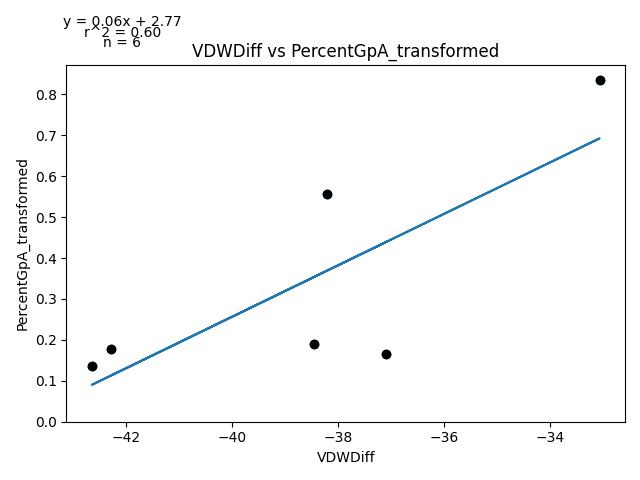 y = 0.06x + 2.77
r^2 = 0.60
n = 6
VDWDiff vs PercentGpA_transformed
0.8
0.7
0.6
0.5
0.4
0.3
0.2
0.1
0.0
PercentGpA_transformed
−42 −40 −38 −36 −34
VDWDiff